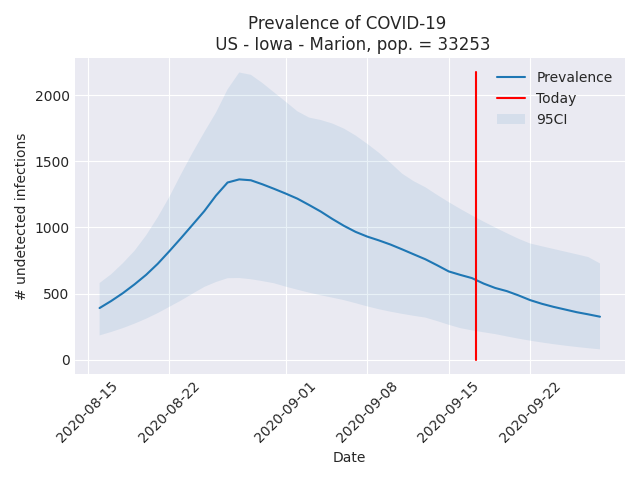 Prevalence of COVID-19
US - Iowa - Marion, pop. = 33253
Prevalence
Today
95CI
# undetected infections
2000
1500
1000
500
0
2020-08-15
2020-08-22
2020-09-01
2020-09-08
2020-09-15
2020-09-22
Date